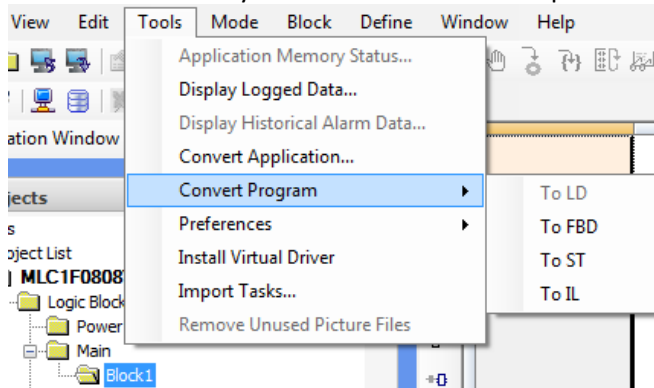 View Edit Tools Mode Block Define Window Help
Application Memory Status...
Display Logged Data...
Display Historical Alarm Data...
Convert Application...
Convert Program
Preferences
Install Virtual Driver
Import Tasks...
Remove Unused Picture Files
To LD
To FBD
To ST
To IL
ation Window
jects
s
oject List
MLC1F0808
Logic Block
Power
Main
Block1